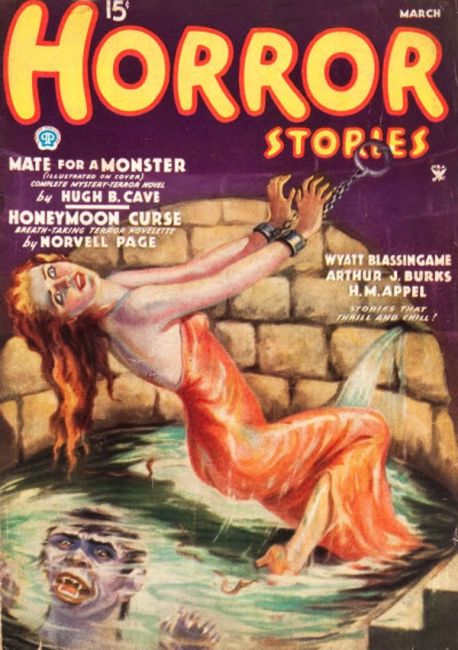 15¢
MARCH
HORROR
STORIES
MATE FOR A MONSTER
(ILLUSTRATED ON COVER)
COMPLETE MYSTERY-TERROR NOVEL
by HUGH B. CAVE
HONEYMOON CURSE
BREATH-TAKING TERROR NOVELETTE
by NORVELL PAGE
WYATT BLASSINGAME
ARTHUR J. BURKS
H.M. APPEL
STORIES THAT
THRILL AND CHILL!